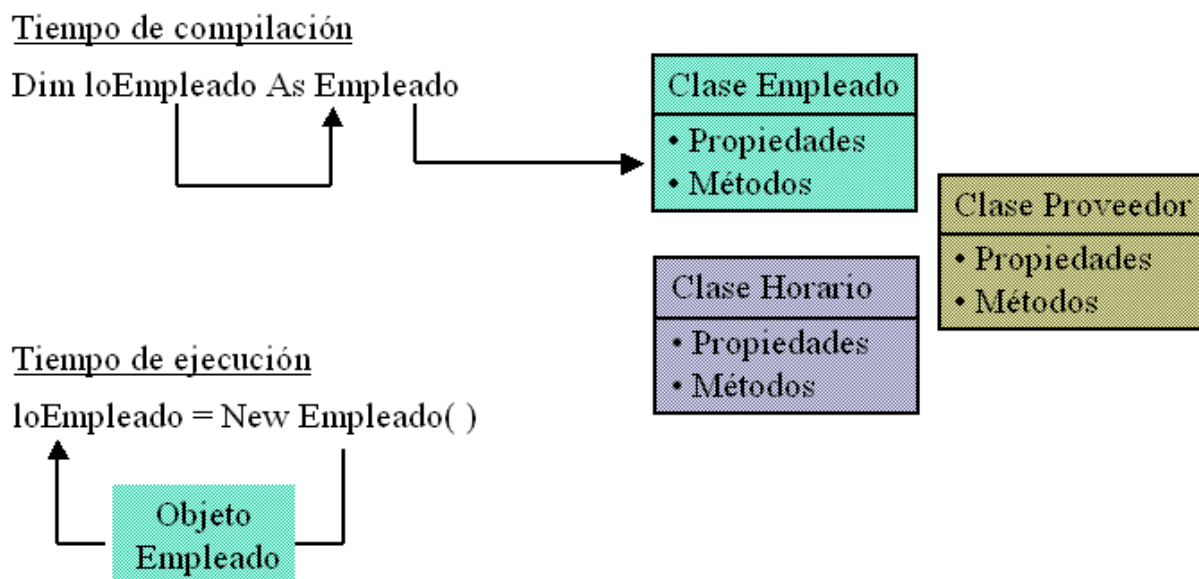 Tiempo de compilación
Dim loEmpleado As Empleado
Clase Empleado
• Propiedades
• Métodos
Clase Proveedor
• Propiedades
• Métodos
Clase Horario
• Propiedades
• Métodos
Tiempo de ejecución
loEmpleado = New Empleado( )
Objeto
Empleado